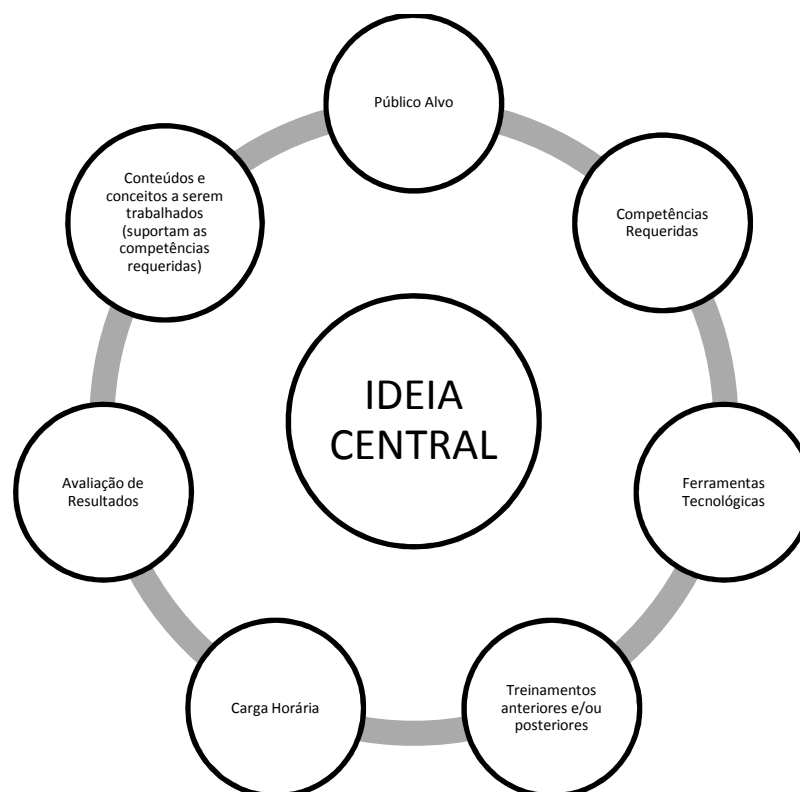 Público Alvo
Competências
Requeridas
Ferramentas
Tecnológicas
Treinamentos
anteriores e/ou
posteriores
Carga Horária
Avaliação de
Resultados
Conteúdos e
conceitos a serem
trabalhados
(suportam as
competências
requeridas)
IDEIA
CENTRAL